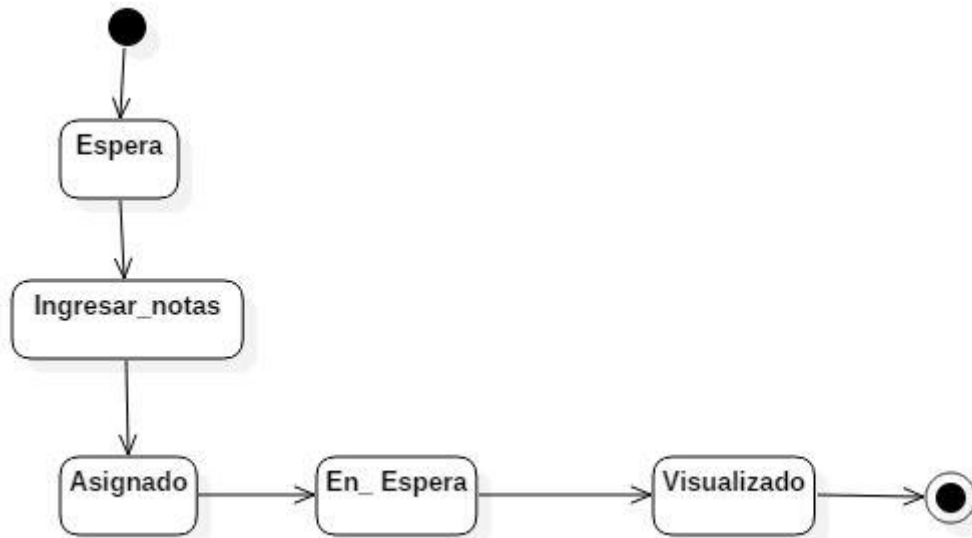 Espera
Ingresar_notas
Asignado
En_ Espera
Visualizado